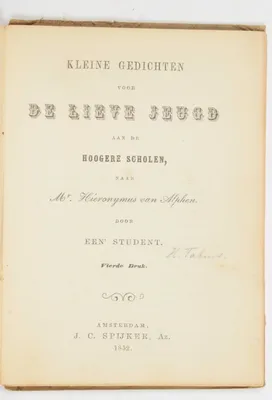 KLEINE GEDICHTEN
VOOR
DE LIEVE JEUGD
AAN DE
HOOGERE SCHOLEN,
NAAR
Mr. Hieronymus van Alphen.
DOOR
EEN STUDENT.
Vierde Druk.
AMSTERDAM;
J. C. SPIJKER, Az.